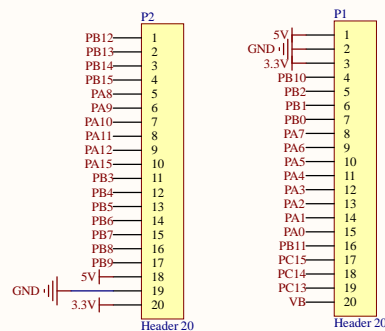 P2
PB12 1
PB13 2
PB14 3
PB15 4
PA8 5
PA9 6
PA10 7
PA11 8
PA12 9
PA15 10
PB3 11
PB4 12
PB5 13
PB6 14
PB7 15
PB8 16
PB9 17
5V 18
GND 19
3.3V 20
Header 20
P1
5V 1
GND 2
3.3V 3
PB10 4
PB2 5
PB1 6
PB0 7
PA7 8
PA6 9
PA5 10
PA4 11
PA3 12
PA2 13
PA1 14
PA0 15
PB11 16
PC15 17
PC14 18
PC13 19
VB 20
Header 20